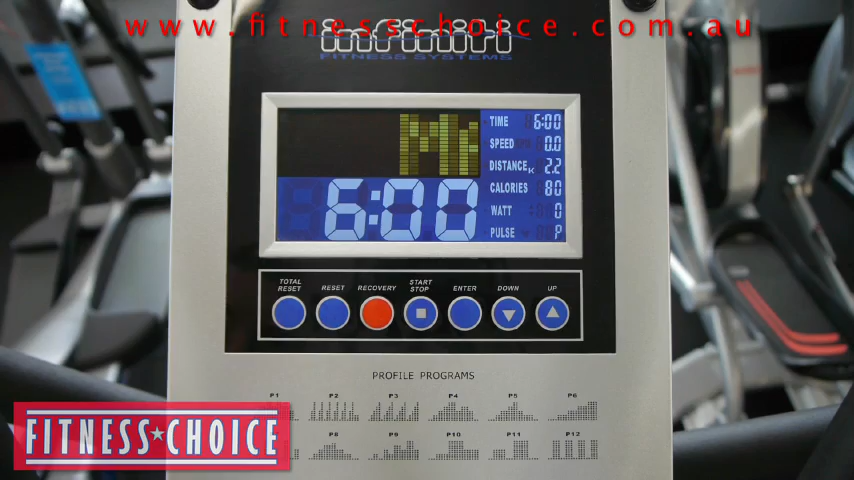 www.fitnesschoice.com.au
infiniti
FITNESS SYSTEMS
TIME 6:00
SPEED 0.0
DISTANCE K 2.2
CALORIES 80
WATT 0
PULSE P
6:00
TOTAL RESET
RESET
RECOVERY
START STOP
ENTER
DOWN
UP
PROFILE PROGRAMS
P1 P2 P3 P4 P5 P6
P8 P9 P10 P11 P12
FITNESS★CHOICE